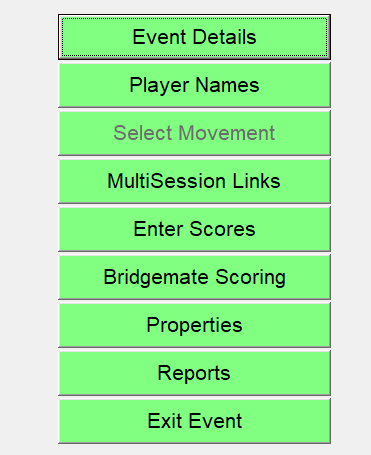 Event Details
Player Names
Select Movement
MultiSession Links
Enter Scores
Bridgemate Scoring
Properties
Reports
Exit Event